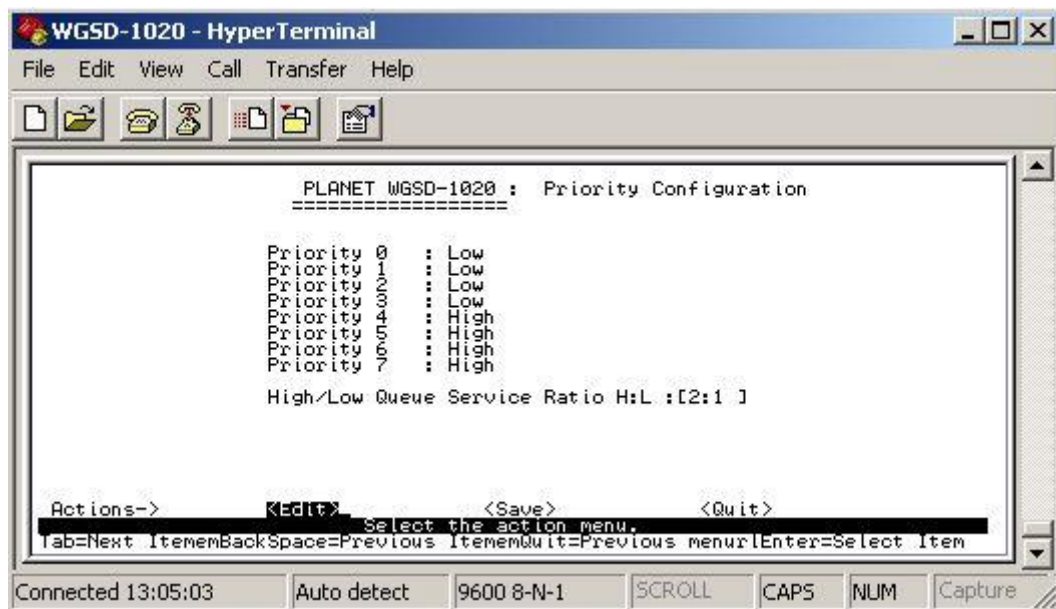 WGSD-1020 - HyperTerminal
File Edit View Call Transfer Help
PLANET WGSD-1020 : Priority Configuration
==================
Priority 0 : Low
Priority 1 : Low
Priority 2 : Low
Priority 3 : Low
Priority 4 : High
Priority 5 : High
Priority 6 : High
Priority 7 : High
High/Low Queue Service Ratio H:L :[2:1 ]
Actions-> <Edit> <Save> <Quit>
Select the action menu.
Tab=Next ItememBackSpace=Previous ItememQuit=Previous menurlEnter=Select Item
Connected 13:05:03 Auto detect 9600 8-N-1 SCROLL CAPS NUM Capture